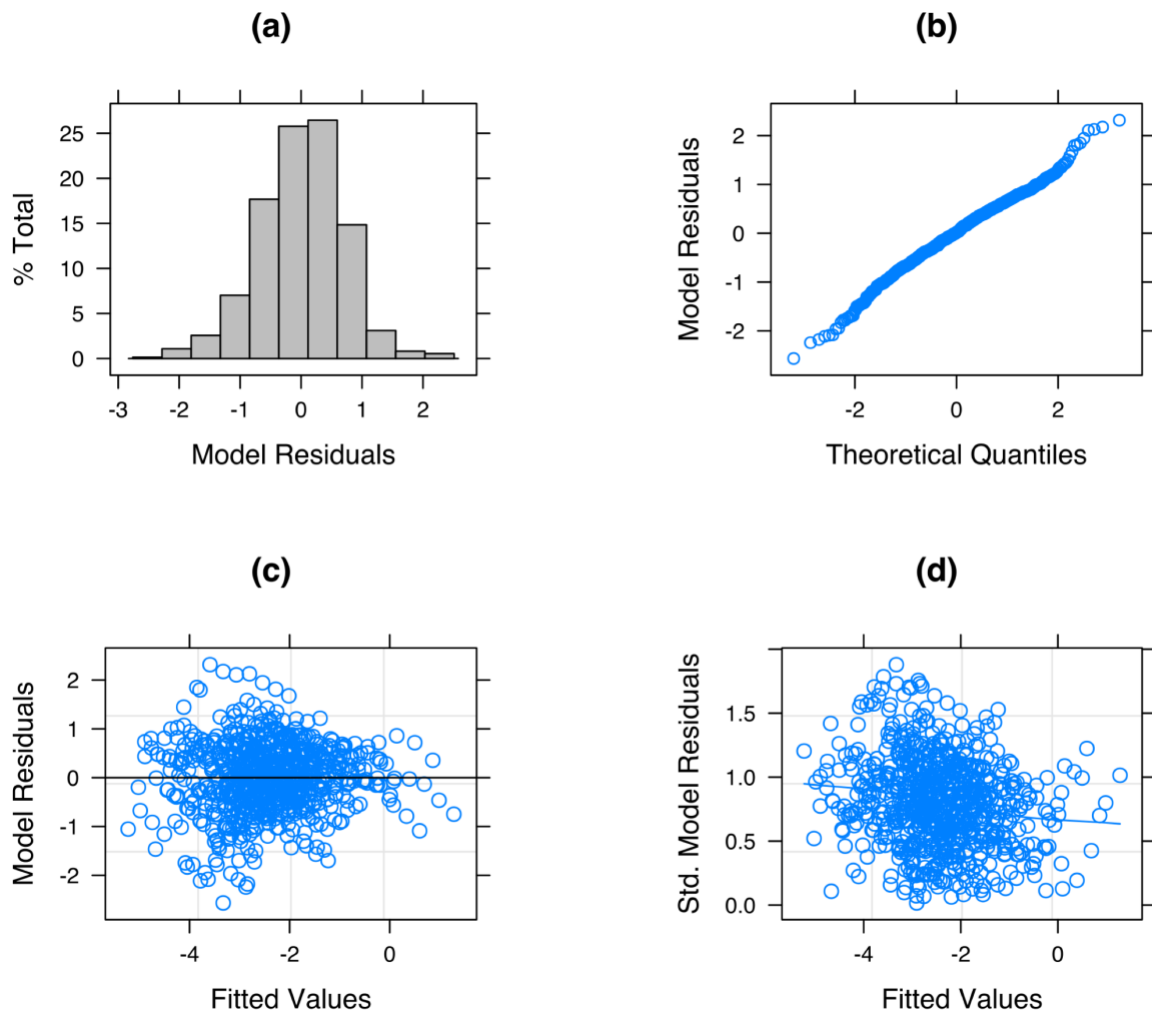 (a)
% Total
25
20
15
10
5
0
-3 -2 -1 0 1 2
Model Residuals
(b)
Model Residuals
2
1
0
-1
-2
-2 0 2
Theoretical Quantiles
(c)
Model Residuals
2
1
0
-1
-2
-4 -2 0
Fitted Values
(d)
Std. Model Residuals
1.5
1.0
0.5
0.0
-4 -2 0
Fitted Values